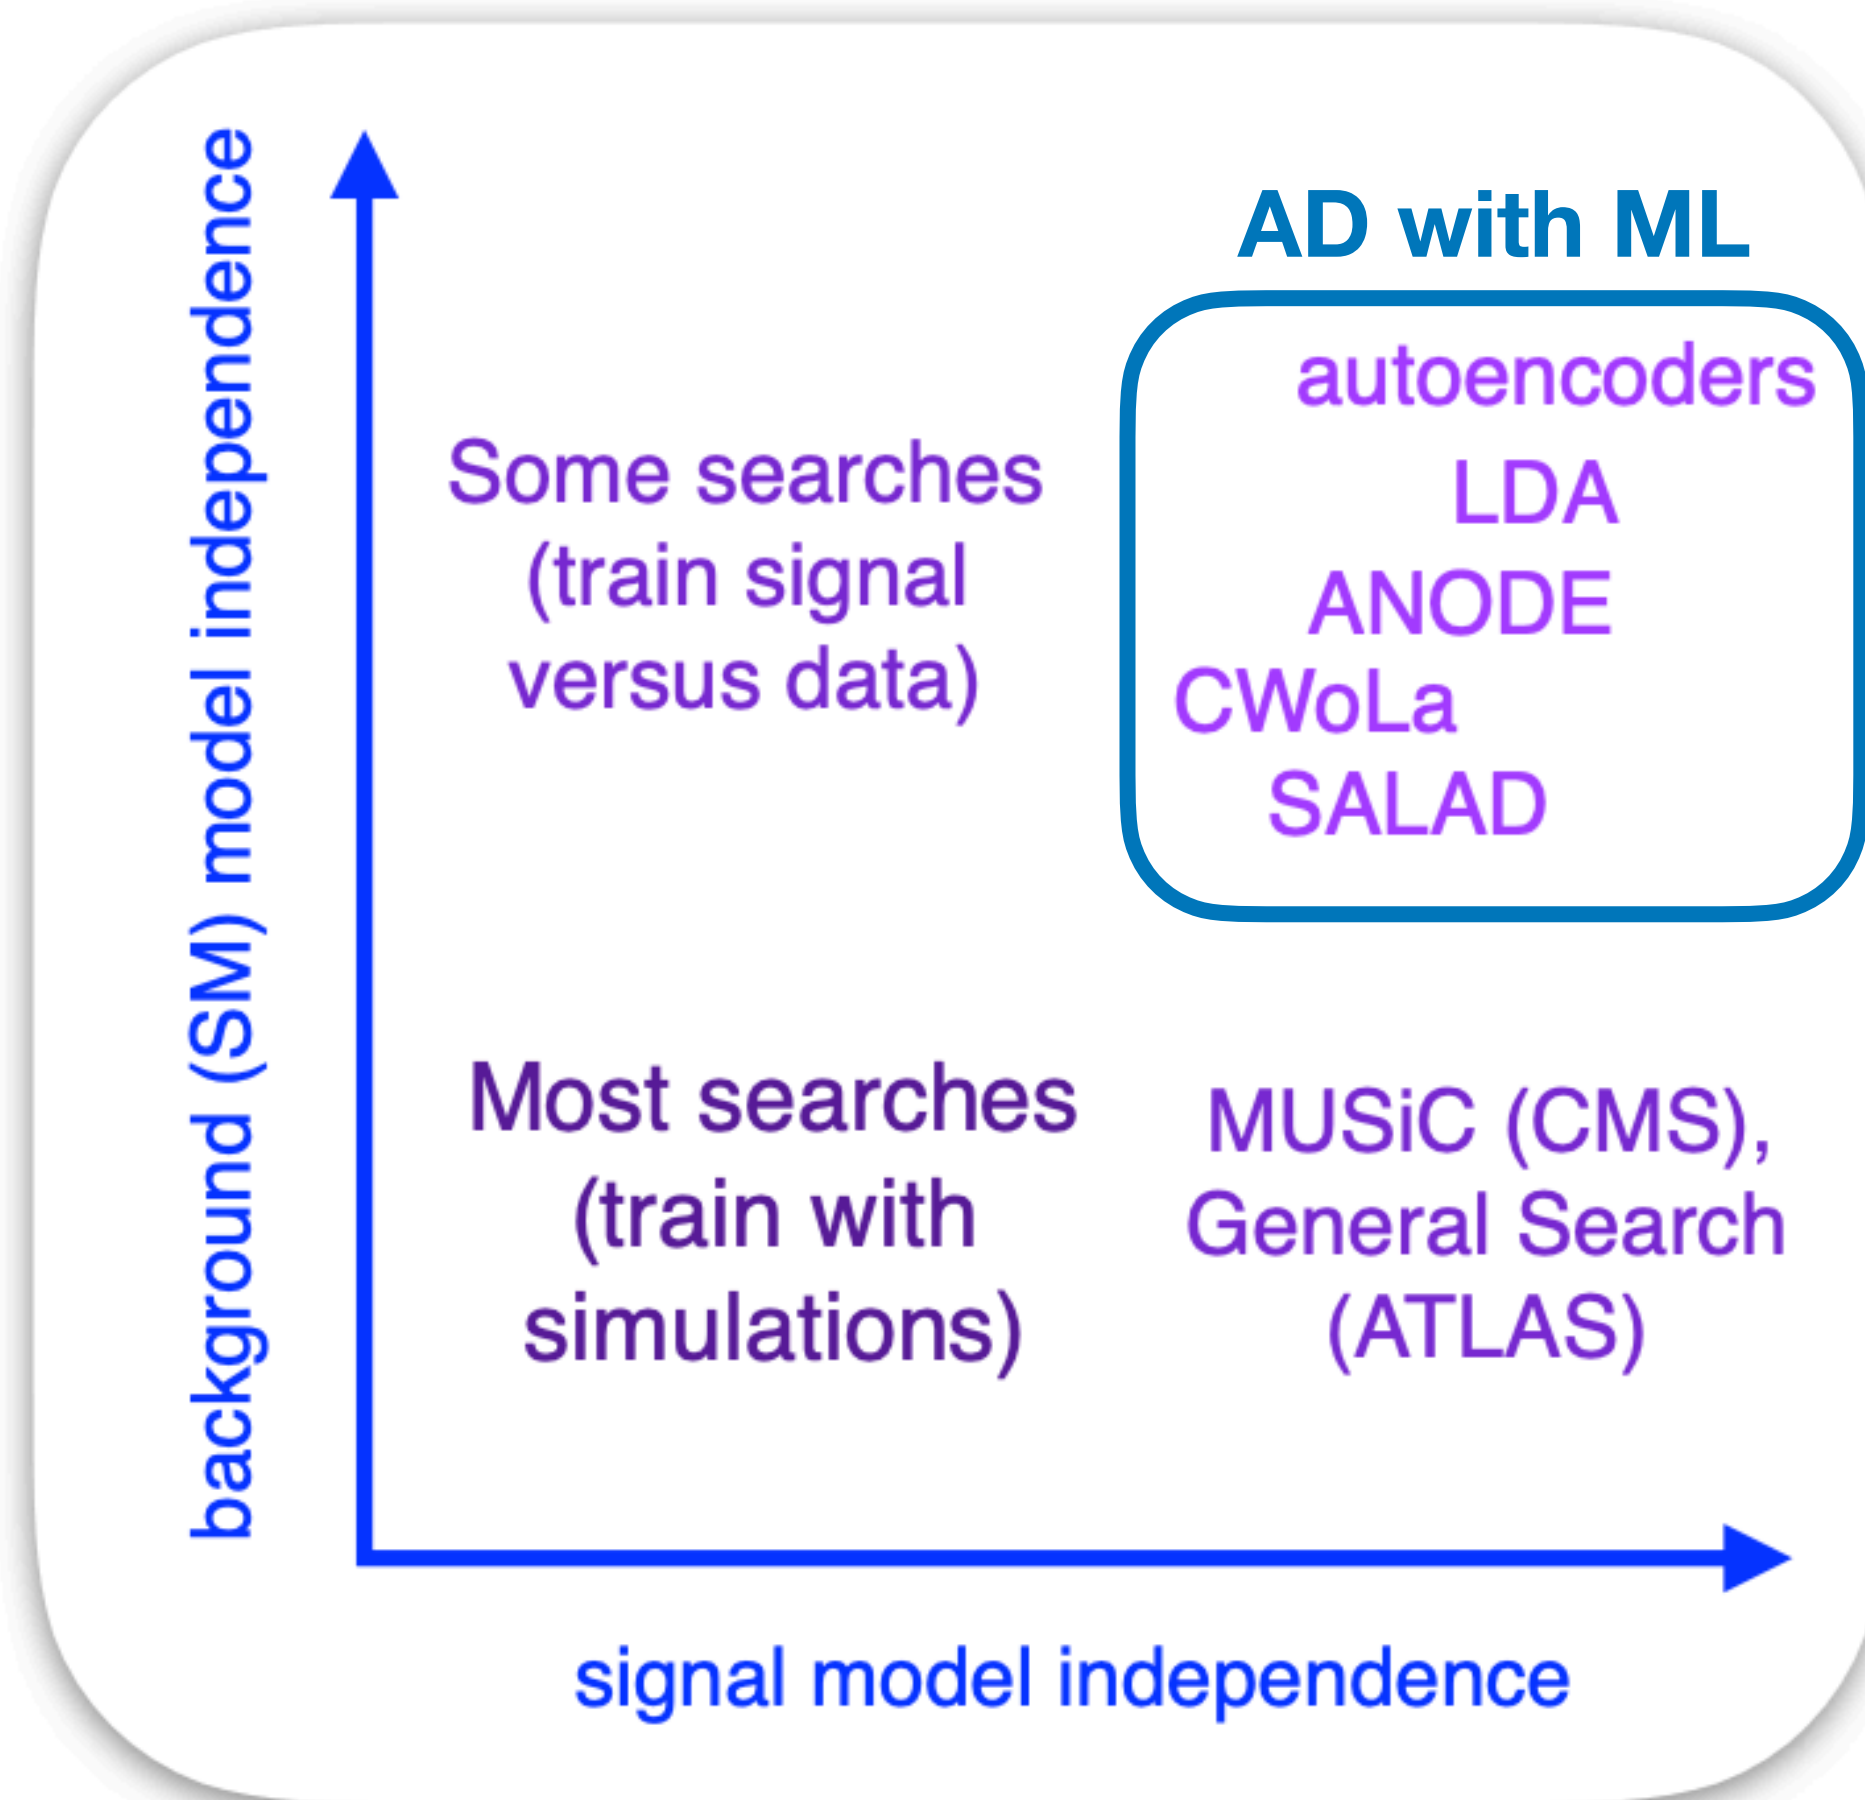 background (SM) model independence
AD with ML
autoencoders
LDA
ANODE
CWoLa
SALAD
Some searches
(train signal
versus data)
Most searches
(train with
simulations)
MUSiC (CMS),
General Search
(ATLAS)
signal model independence